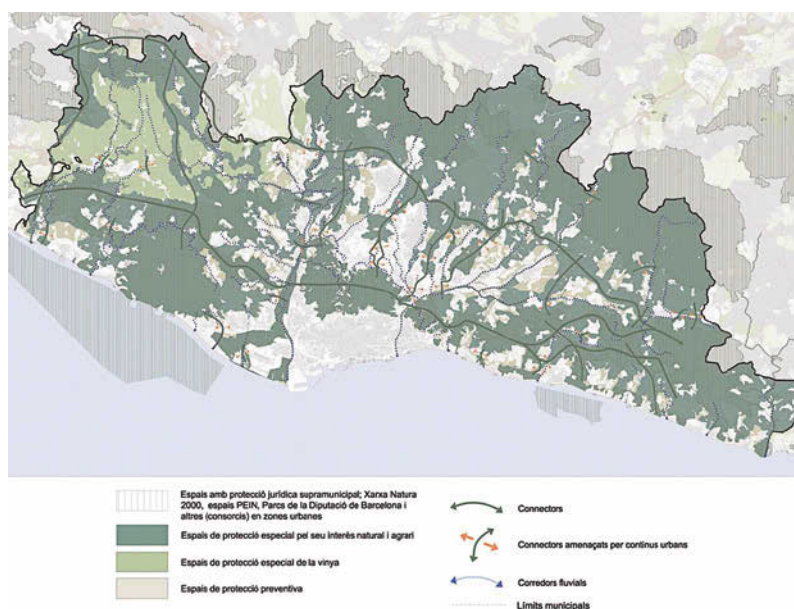 Espais amb protecció jurídica supramunicipal; Xarxa Natura
2000, espais PEIN, Parcs de la Diputació de Barcelona i
altres (consorcis) en zones urbanes
Espais de protecció especial pel seu interès natural i agrari
Espais de protecció especial de la vinya
Espais de protecció preventiva
Connectors
Connectors amenaçats per continus urbans
Corredors fluvials
Límits municipals